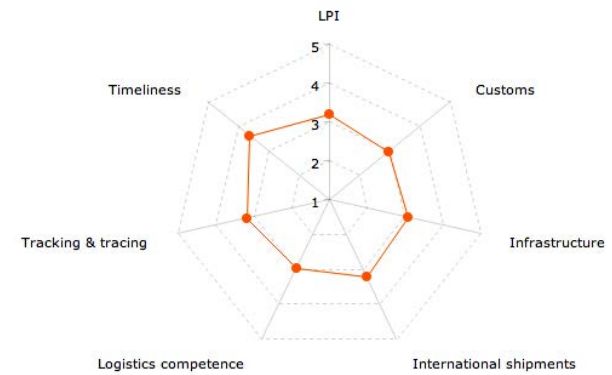 LPI
5
Timeliness
4
Customs
3
2
1
Tracking & tracing
Infrastructure
Logistics competence
International shipments